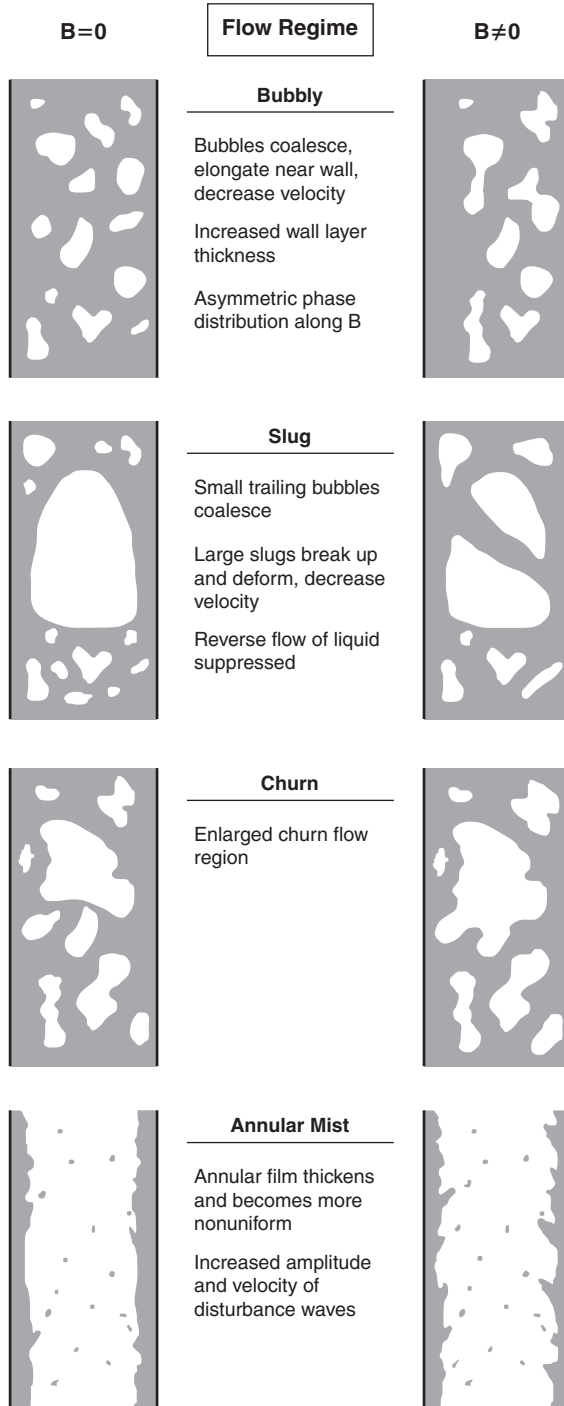 B=0
Flow Regime
B≠0
Bubbly
Bubbles coalesce,
elongate near wall,
decrease velocity
Increased wall layer
thickness
Asymmetric phase
distribution along B
Slug
Small trailing bubbles
coalesce
Large slugs break up
and deform, decrease
velocity
Reverse flow of liquid
suppressed
Churn
Enlarged churn flow
region
Annular Mist
Annular film thickens
and becomes more
nonuniform
Increased amplitude
and velocity of
disturbance waves